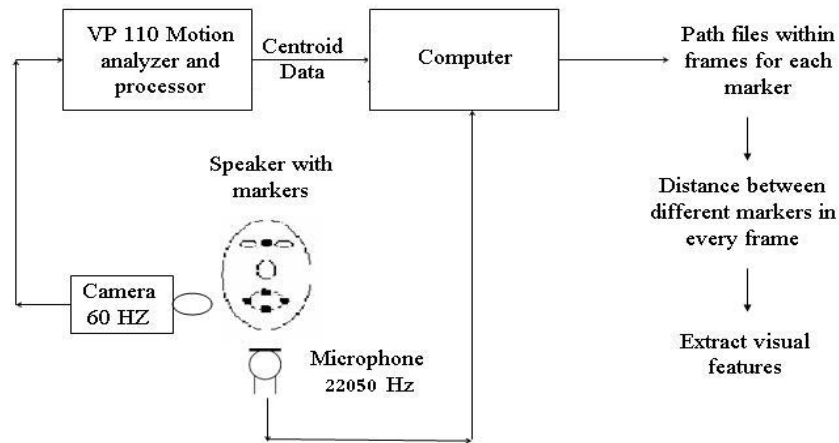 VP 110 Motion
analyzer and
processor
Centroid
Data
Computer
Path files within
frames for each
marker
Speaker with
markers
Distance between
different markers in
every frame
Camera
60 HZ
Microphone
22050 Hz
Extract visual
features